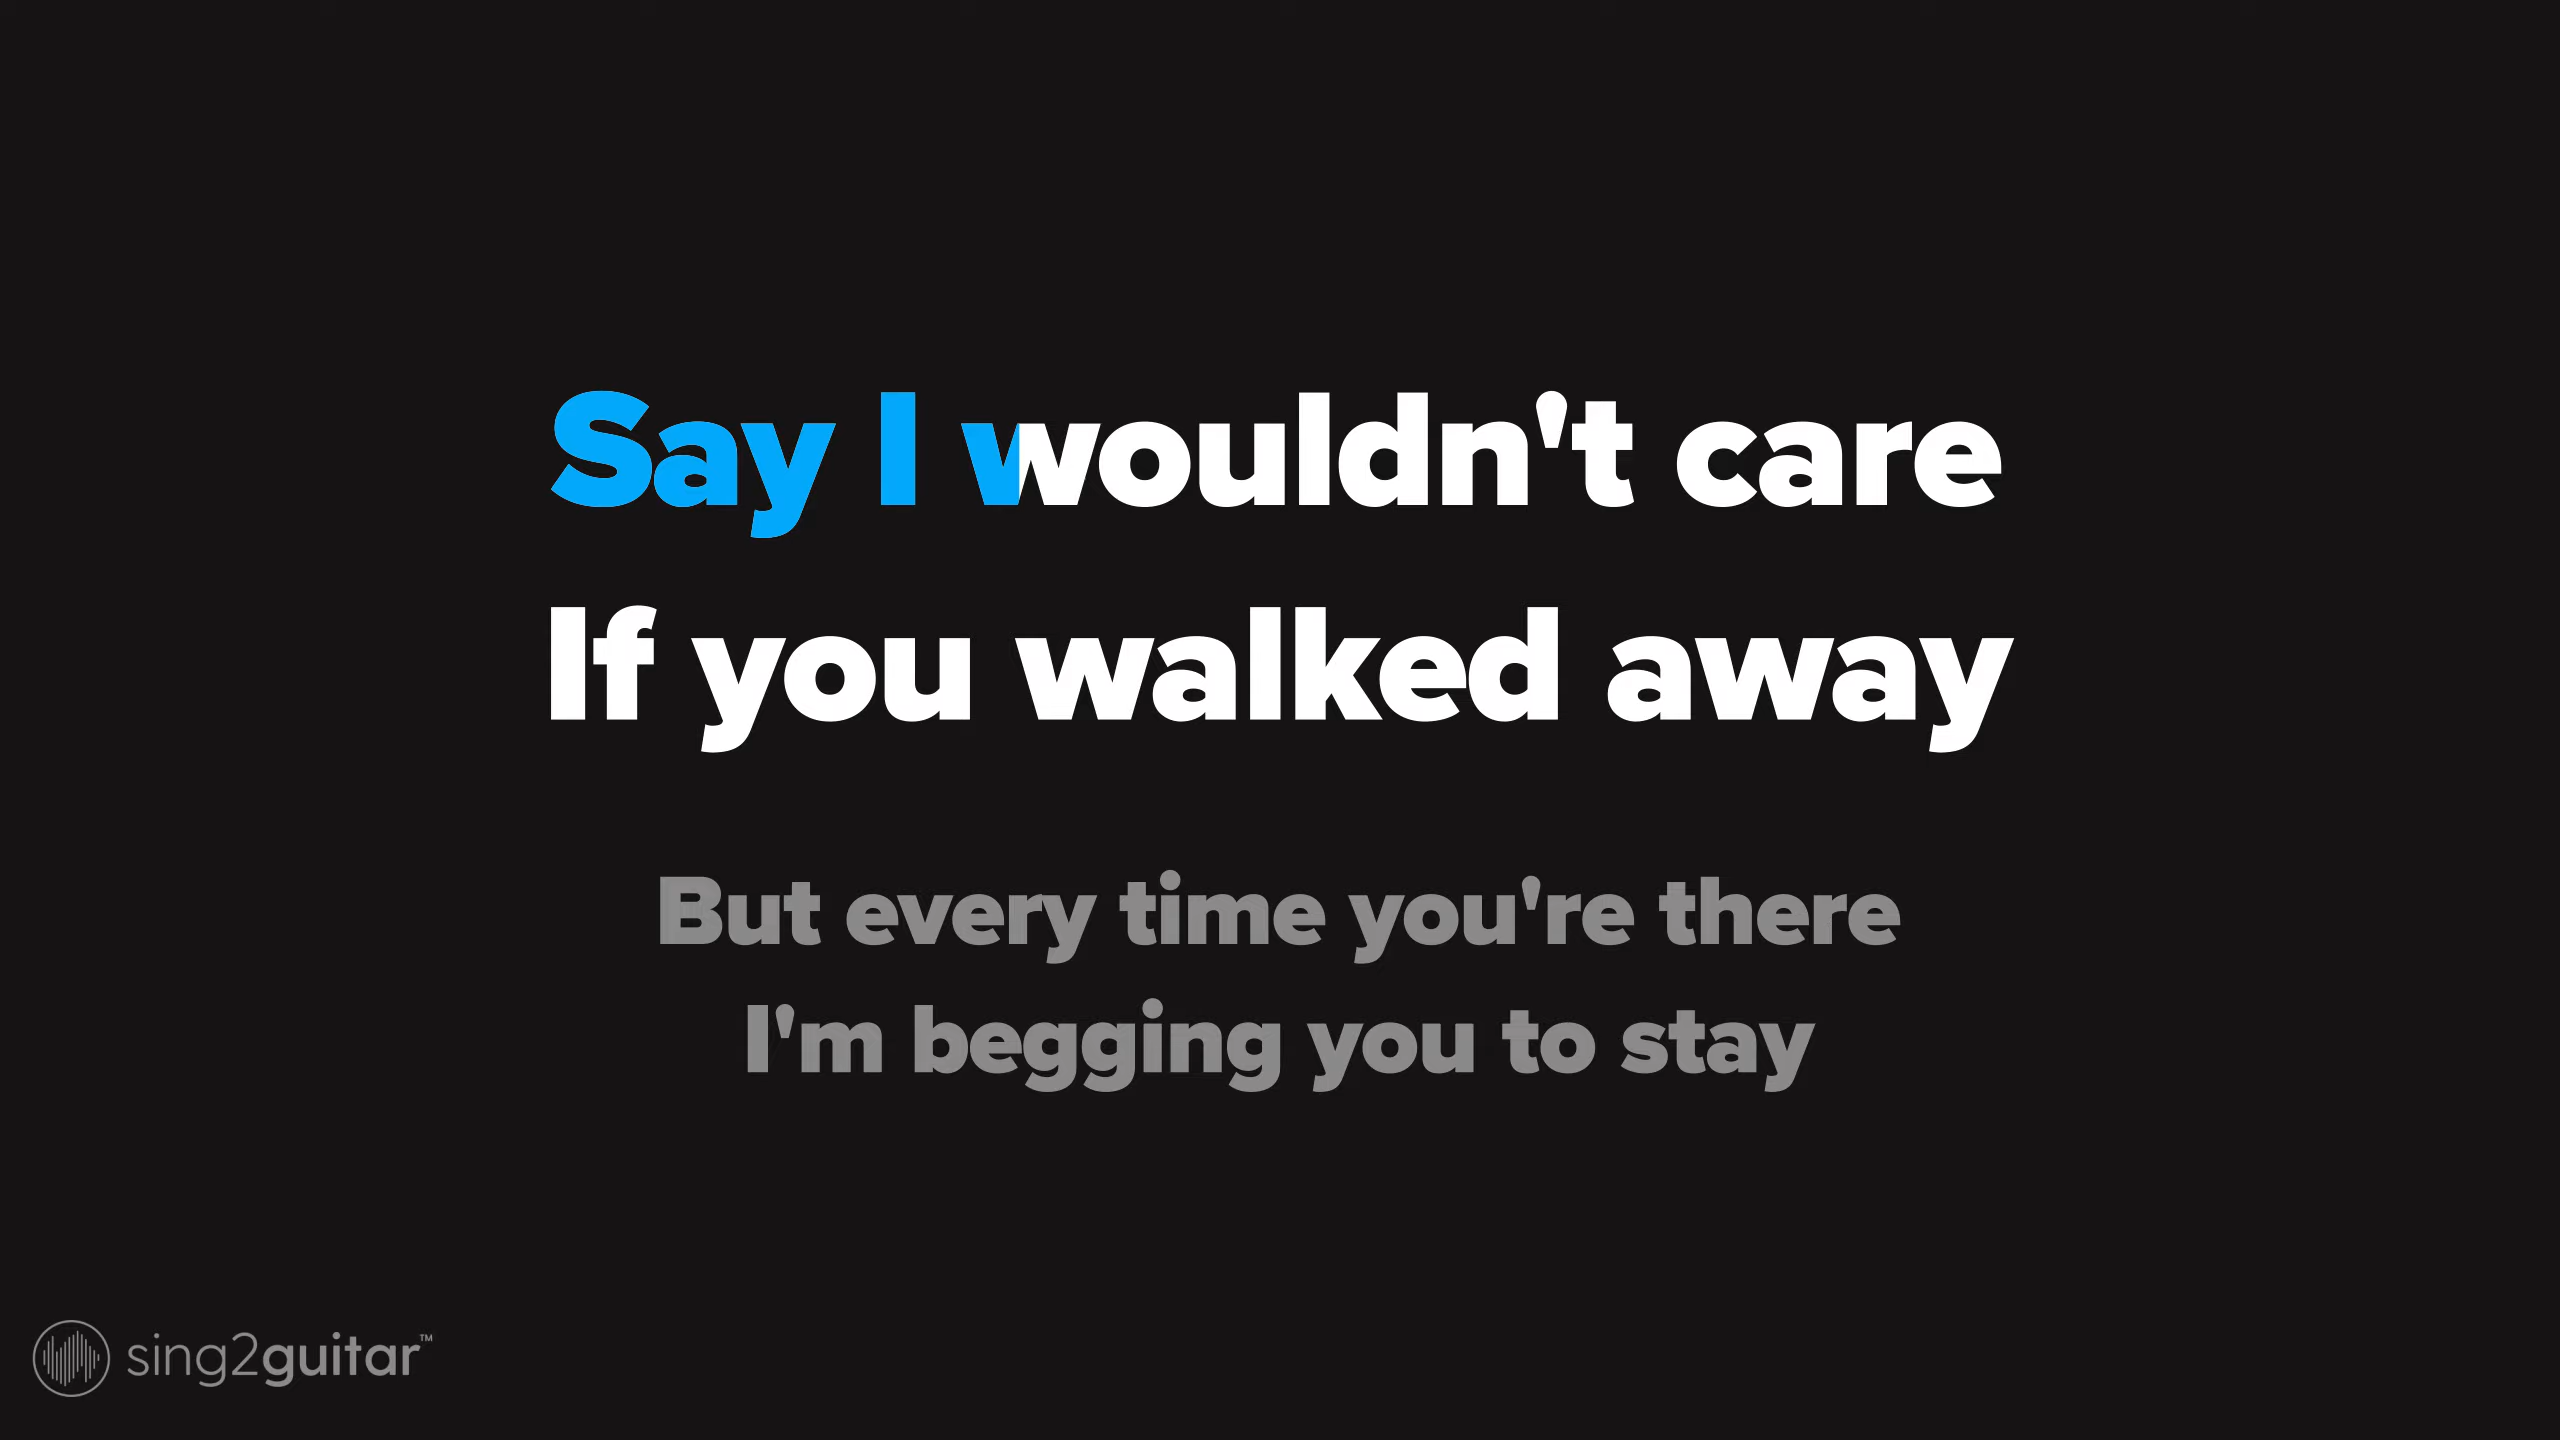 Say I wouldn't care
If you walked away
But every time you're there
I'm begging you to stay
sing2guitar™